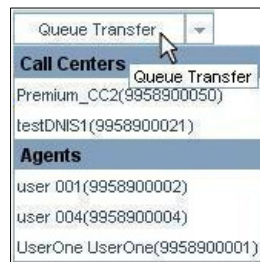 Queue Transfer
Call Centers
Queue Transfer
Premium_CC2(9958900050)
testDNIS1(9958900021)
Agents
user 001(9958900002)
user 004(9958900004)
UserOne UserOne(9958900001)